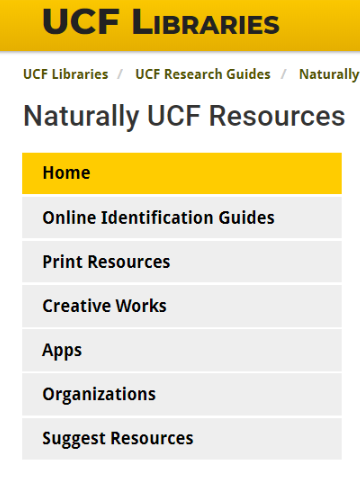 UCF LIBRARIES
UCF Libraries / UCF Research Guides / Naturally
Naturally UCF Resources
Home
Online Identification Guides
Print Resources
Creative Works
Apps
Organizations
Suggest Resources